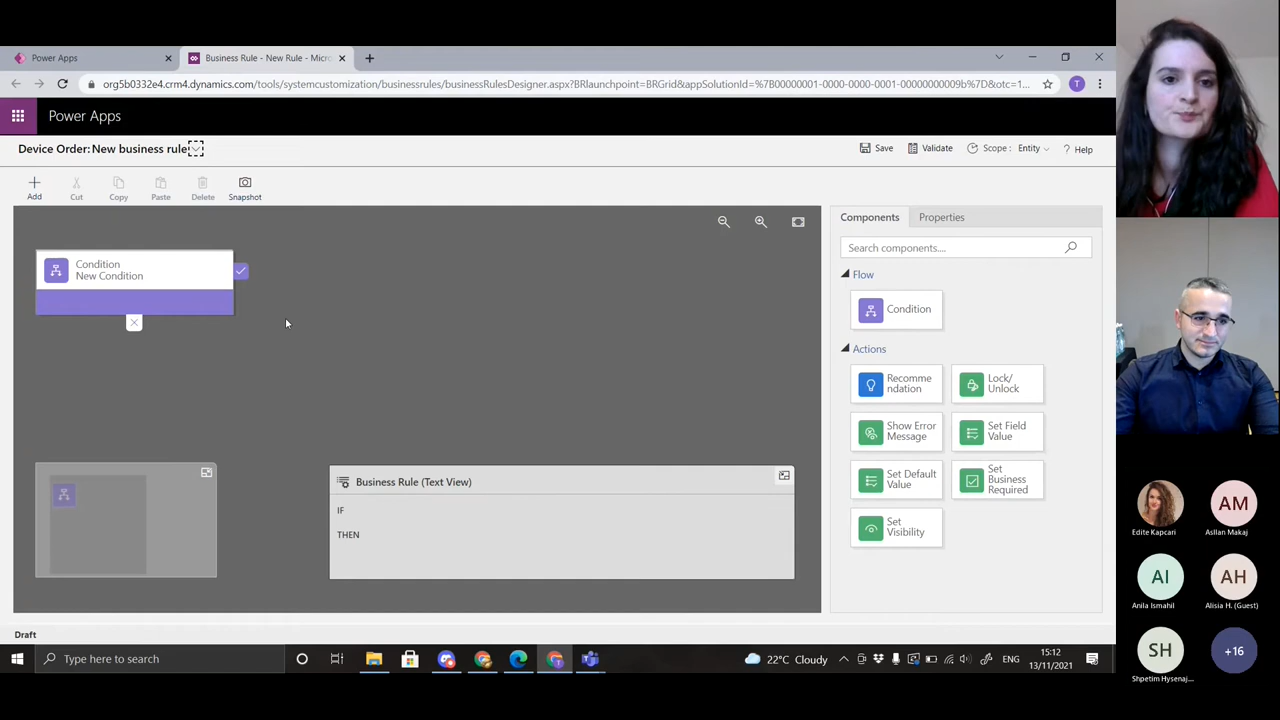 Power Apps
Business Rule - New Rule - Micro
org5b0332e4.crm4.dynamics.com/tools/systemcustomization/businessrules/businessRulesDesigner.aspx?BRlaunchpoint=BRGrid&appSolutionId=%7B00000001-0000-0000-0001-00000000009b%7D&otc=1...
T
Power Apps
Device Order: New business rule
Save
Validate
Scope :
Entity
? Help
Add
Cut
Copy
Paste
Delete
Snapshot
Condition
New Condition
Business Rule (Text View)
IF
THEN
Components
Properties
Search components....
Flow
Condition
Actions
Recomme
ndation
Lock/
Unlock
Show Error
Message
Set Field
Value
Set Default
Value
Set
Business
Required
Set
Visibility
Draft
Type here to search
22°C Cloudy
ENG
15:12
13/11/2021
Edite Kapcari
AM
Asllan Makaj
AI
Anila Ismahil
AH
Alisia H. (Guest)
SH
Shpetim Hysenaj...
+16